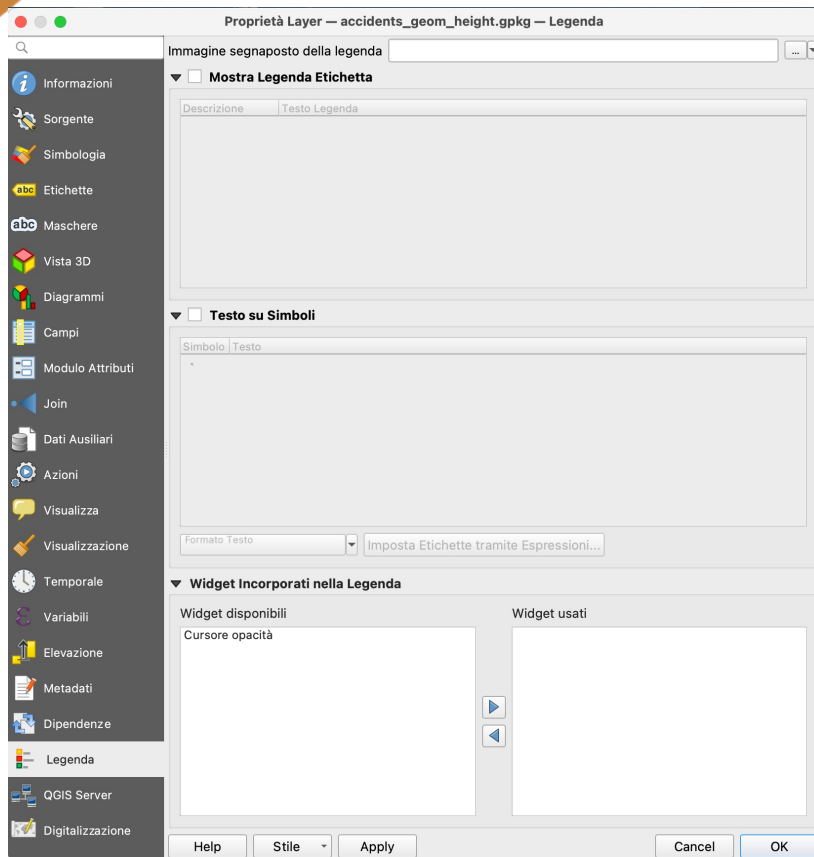 Proprietà Layer — accidents_geom_height.gpkg — Legenda
Immagine segnaposto della legenda
...
Informazioni
Sorgente
Simbologia
abc Etichette
abc Maschere
Vista 3D
Diagrammi
Campi
Modulo Attributi
Join
Dati Ausiliari
Azioni
Visualizza
Visualizzazione
Temporale
Variabili
Elevazione
Metadati
Dipendenze
Legenda
QGIS Server
Digitalizzazione
Mostra Legenda Etichetta
Descrizione Testo Legenda
Testo su Simboli
Simbolo Testo
Formato Testo
Imposta Etichette tramite Espressioni...
Widget Incorporati nella Legenda
Widget disponibili Widget usati
Cursore opacità
Help Stile Apply Cancel OK